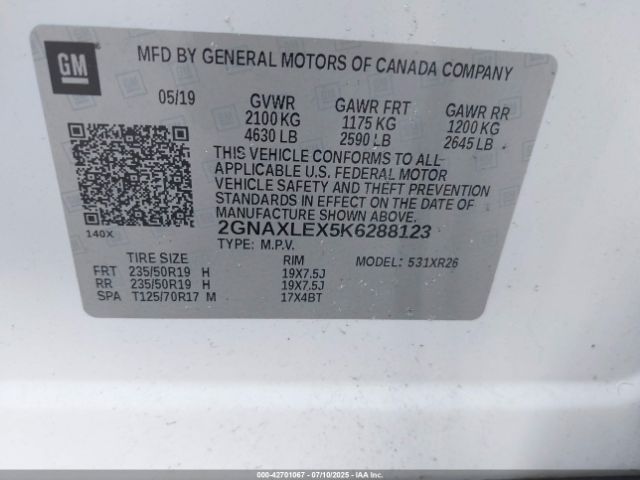 GM
MFD BY GENERAL MOTORS OF CANADA COMPANY
05/19 GVWR GAWR FRT GAWR RR
2100 KG 1175 KG 1200 KG
4630 LB 2590 LB 2645 LB
THIS VEHICLE CONFORMS TO ALL
APPLICABLE U.S. FEDERAL MOTOR
VEHICLE SAFETY AND THEFT PREVENTION
STANDARDS IN EFFECT ON THE DATE OF
MANUFACTURE SHOWN ABOVE.
140X 2GNAXLEX5K6288123
TYPE: M.P.V. MODEL: 531XR26
TIRE SIZE RIM
FRT 235/50R19 H 19X7.5J
RR 235/50R19 H 19X7.5J
SPA T125/70R17 M 17X4BT
000-42701067 - 07/10/2025 - IAAI.COM